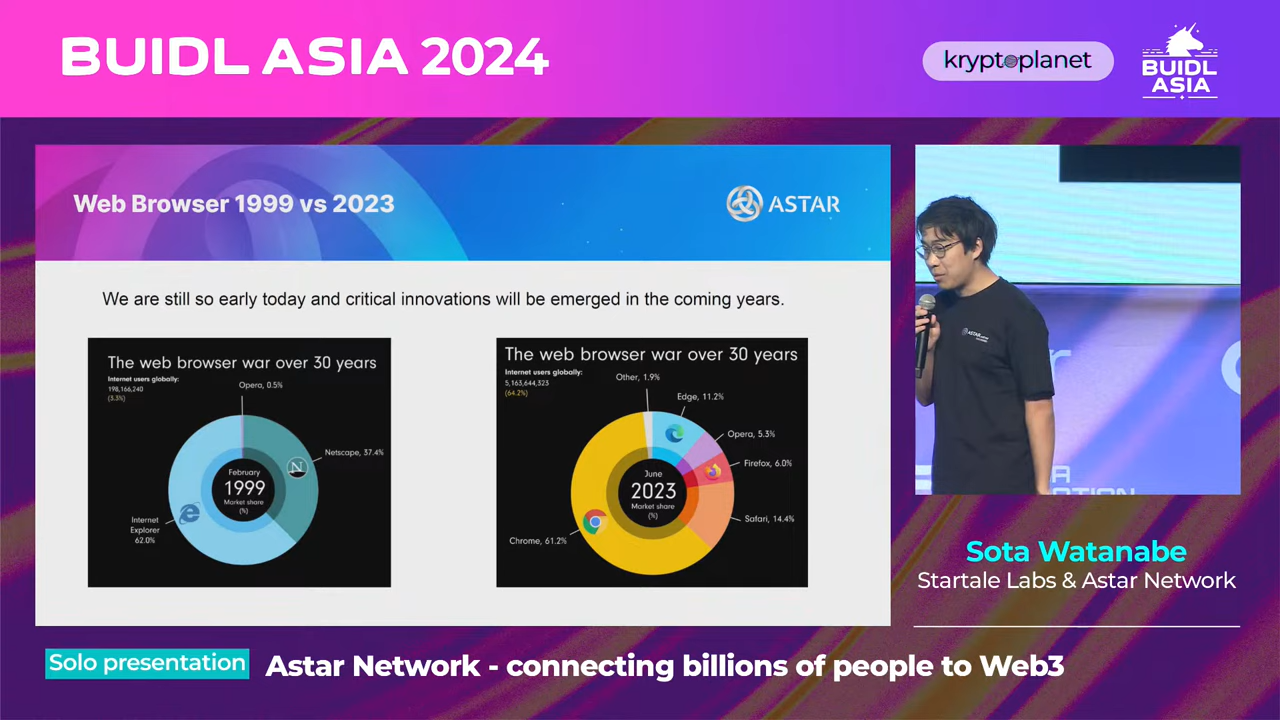 BUIDL ASIA 2024
kryptoplanet
BUIDL
ASIA
Web Browser 1999 vs 2023
ASTAR
We are still so early today and critical innovations will be emerged in the coming years.
The web browser war over 30 years
Internet users globally:
198,166,240
(3.3%)
Opera, 0.5%
Netscape, 37.4%
N
February
1999
Market share
(%)
Internet
Explorer
62.0%
The web browser war over 30 years
Internet users globally:
5,163,644,323
(64.2%)
Other, 1.9%
Edge, 11.2%
Opera, 5.3%
Firefox, 6.0%
Safari, 14.4%
June
2023
Market share
(%)
Chrome, 61.2%
ASTAR
Sota Watanabe
Startale Labs & Astar Network
Solo presentation
Astar Network - connecting billions of people to Web3